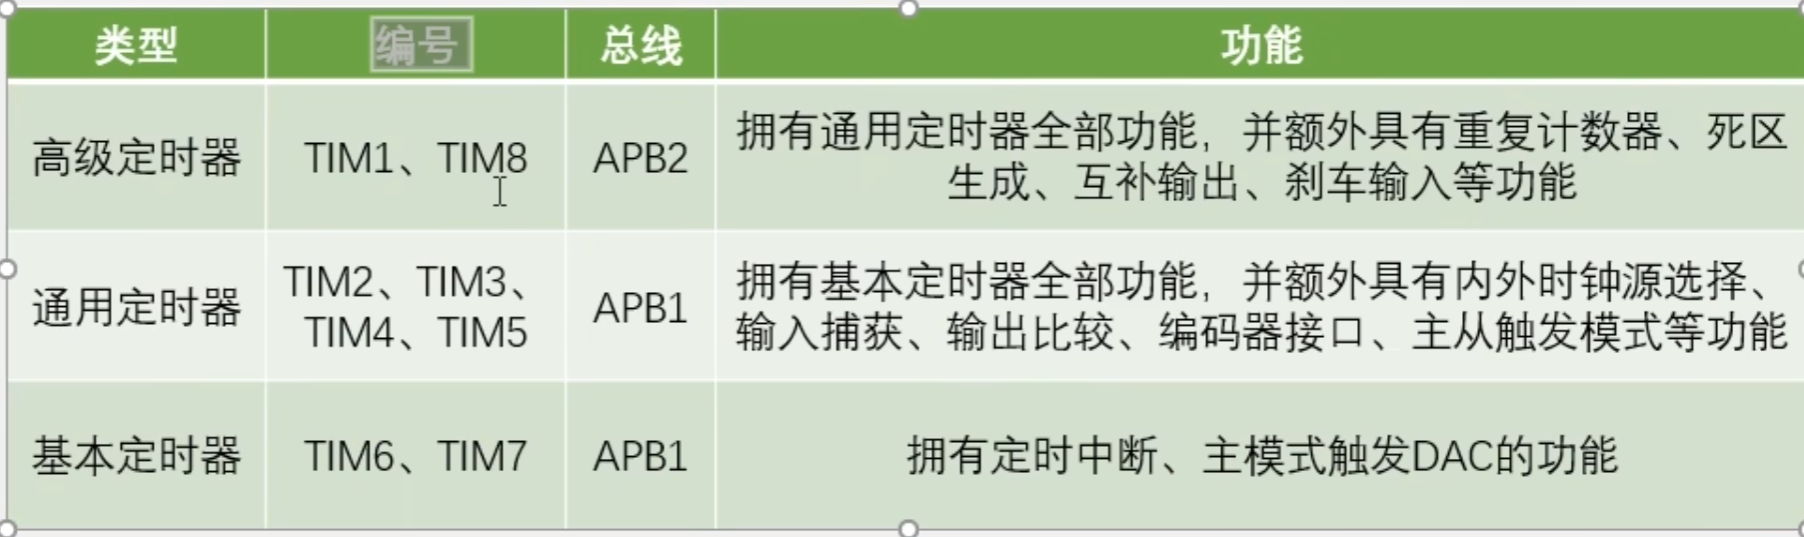 类型 编号 总线 功能
高级定时器 TIM1、TIM8 APB2 拥有通用定时器全部功能，并额外具有重复计数器、死区
生成、互补输出、刹车输入等功能
通用定时器 TIM2、TIM3、
TIM4、TIM5 APB1 拥有基本定时器全部功能，并额外具有内外时钟源选择、
输入捕获、输出比较、编码器接口、主从触发模式等功能
基本定时器 TIM6、TIM7 APB1 拥有定时中断、主模式触发DAC的功能